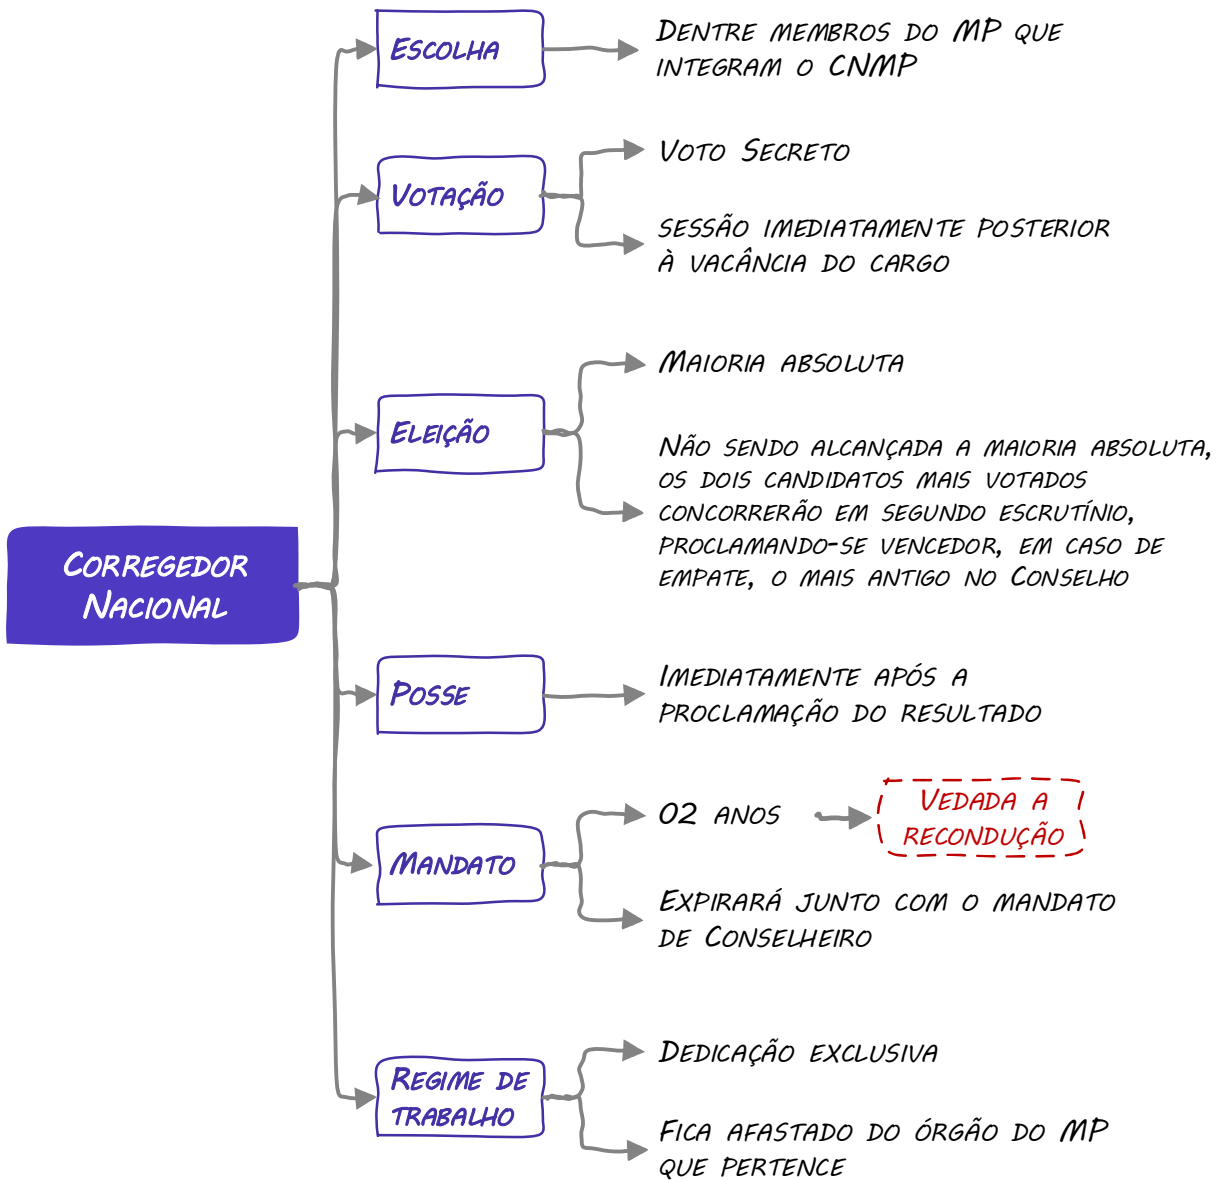 Corregedor
Nacional
Escolha
Dentre membros do MP que
integram o CNMP
Votação
Voto Secreto
sessão imediatamente posterior
à vacância do cargo
Eleição
Maioria absoluta
Não sendo alcançada a maioria absoluta,
os dois candidatos mais votados
concorrerão em segundo escrutínio,
proclamando-se vencedor, em caso de
empate, o mais antigo no Conselho
Posse
Imediatamente após a
proclamação do resultado
Mandato
02 anos
Vedada a
recondução
Expirará junto com o mandato
de Conselheiro
Regime de
trabalho
Dedicação exclusiva
Fica afastado do órgão do MP
que pertence